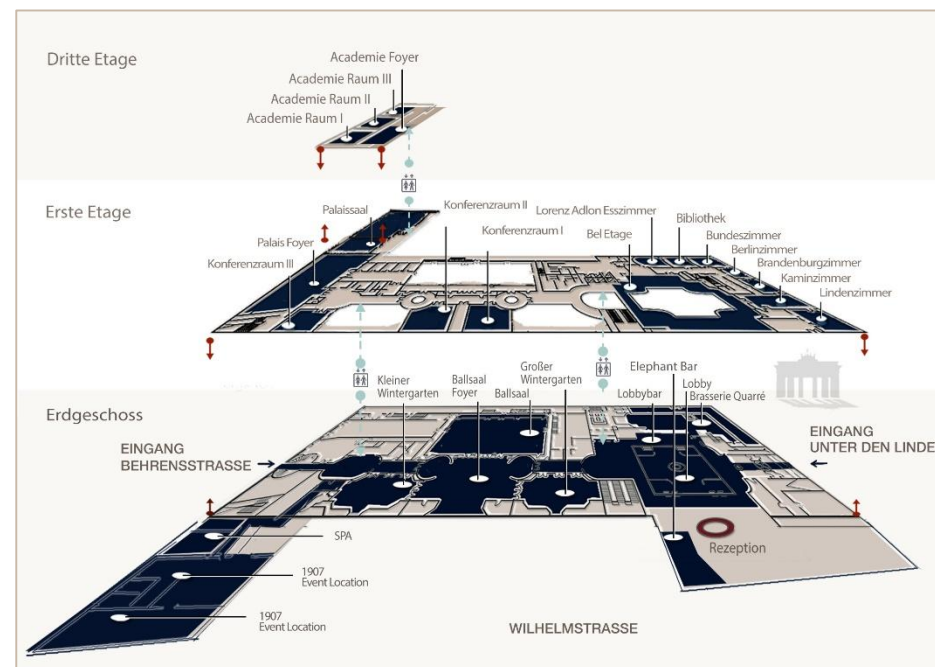 Dritte Etage
Academie Foyer
Academie Raum III
Academie Raum II
Academie Raum I
Erste Etage
Palaissaal
Palais Foyer
Konferenzraum III
Konferenzraum II
Konferenzraum I
Lorenz Adlon Esszimmer
Bel Etage
Bibliothek
Bundeszimmer
Berlinzimmer
Brandenburgzimmer
Kaminzimmer
Lindenzimmer
Erdgeschoss
Kleiner
Wintergarten
Ballsaal
Foyer
Großer
Wintergarten
Ballsaal
Elephant Bar
Lobbybar
Lobby
Brasserie Quarré
EINGANG
BEHRENSSTRASSE
EINGANG
UNTER DEN LINDE
SPA
Rezeption
1907
Event Location
1907
Event Location
WILHELMSTRASSE